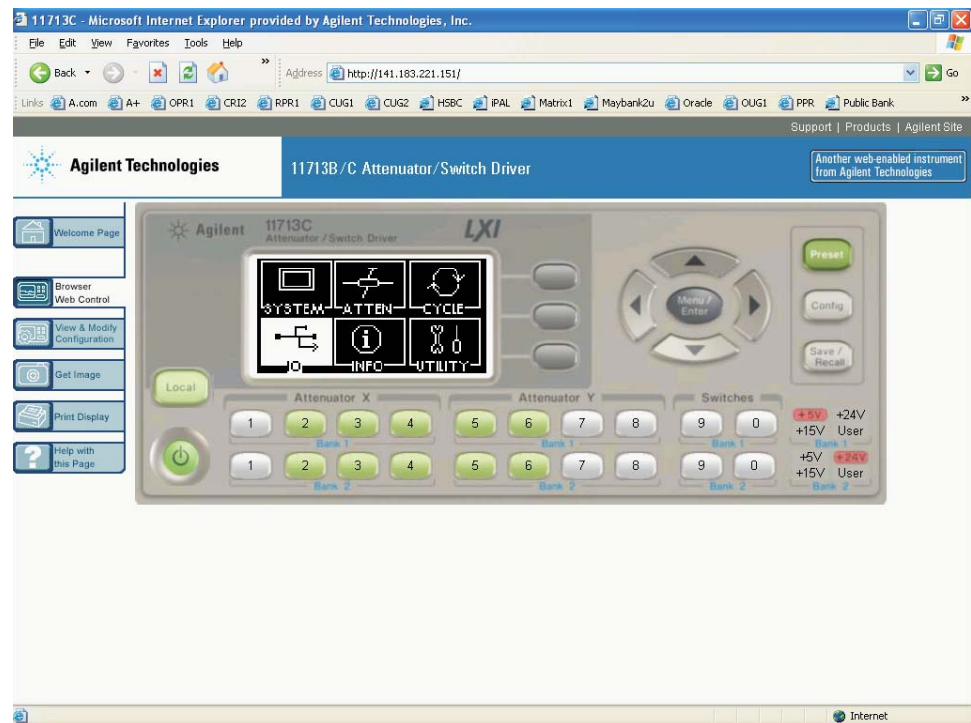 11713C - Microsoft Internet Explorer provided by Agilent Technologies, Inc.
File Edit View Favorites Tools Help
Back » Address http://141.183.221.151/ Go
Links A.com A+ OPR1 CRI2 RPR1 CUG1 CUG2 HSBC iPAL Matrix1 Maybank2u Oracle OUG1 PPR Public Bank »
Support | Products | Agilent Site
Agilent Technologies
11713B/C Attenuator/Switch Driver
Another web-enabled instrument
from Agilent Technologies
Welcome Page
Browser
Web Control
View & Modify
Configuration
Get Image
Print Display
Help with
this Page
Agilent 11713C
Attenuator/Switch Driver
LXI
SYSTEM ATTEN CYCLE
IO INFO UTILITY
Menu /
Enter
Preset
Config
Save /
Recall
Local
Attenuator X Attenuator Y Switches
1 2 3 4 5 6 7 8 9 0
Bank 1 Bank 1 Bank 1
+5V +24V
+15V User
Bank 1
1 2 3 4 5 6 7 8 9 0
Bank 2 Bank 2 Bank 2
+5V +24V
+15V User
Bank 2
Internet